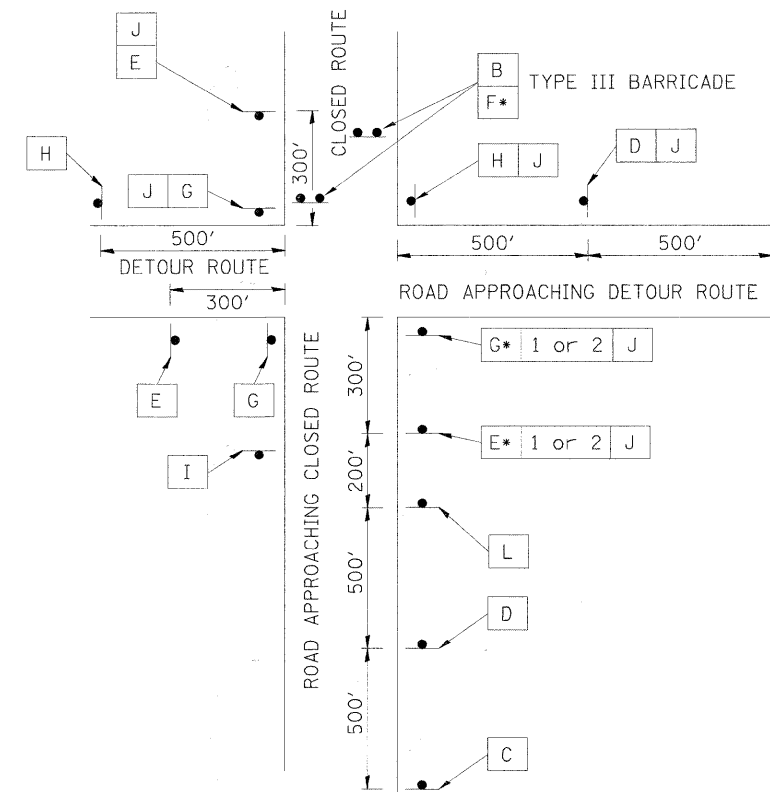 J
E
CLOSED ROUTE
B
F*
TYPE III BARRICADE
H
J G
300'
H J
D J
500'
500'
500'
DETOUR ROUTE
300'
ROAD APPROACHING DETOUR ROUTE
E
G
I
ROAD APPROACHING CLOSED ROUTE
300'
G* 1 or 2 J
E* 1 or 2 J
200'
L
500'
D
500'
C